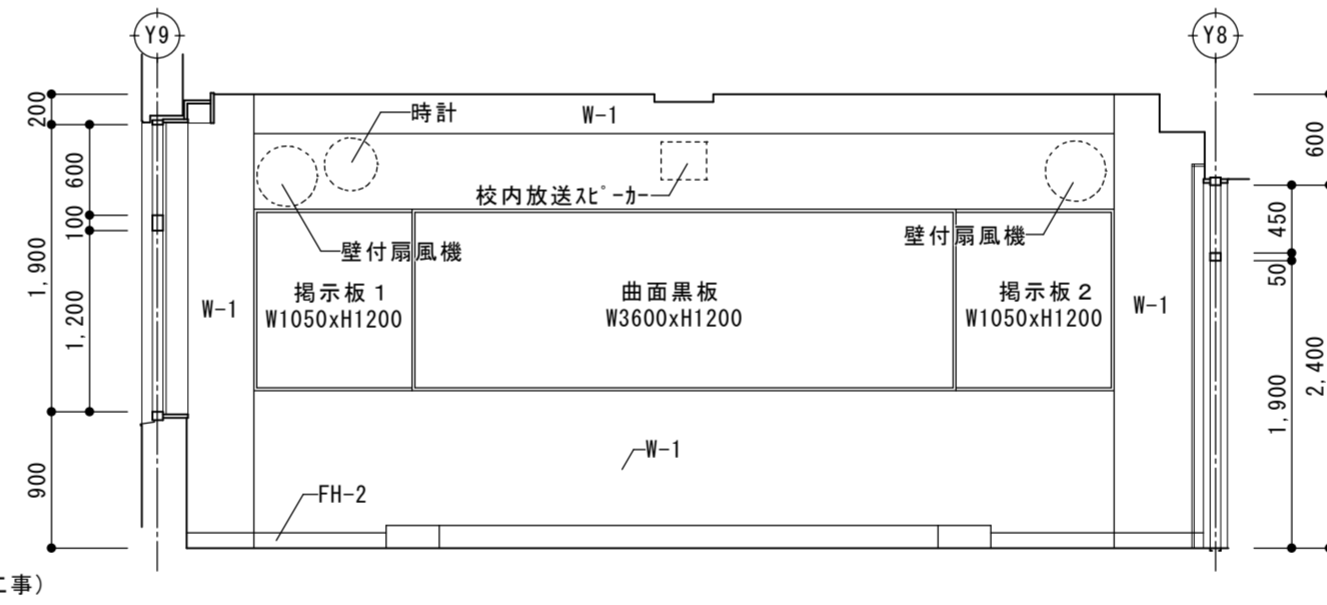 Y9
Y8
200
600
100
1,900
1,200
900
時計
W-1
校内放送ｽﾋﾟｰｶｰ
壁付扇風機
壁付扇風機
W-1
掲示板１
W1050xH1200
曲面黒板
W3600xH1200
掲示板２
W1050xH1200
W-1
W-1
FH-2
600
450
50
1,900
2,400
工事）